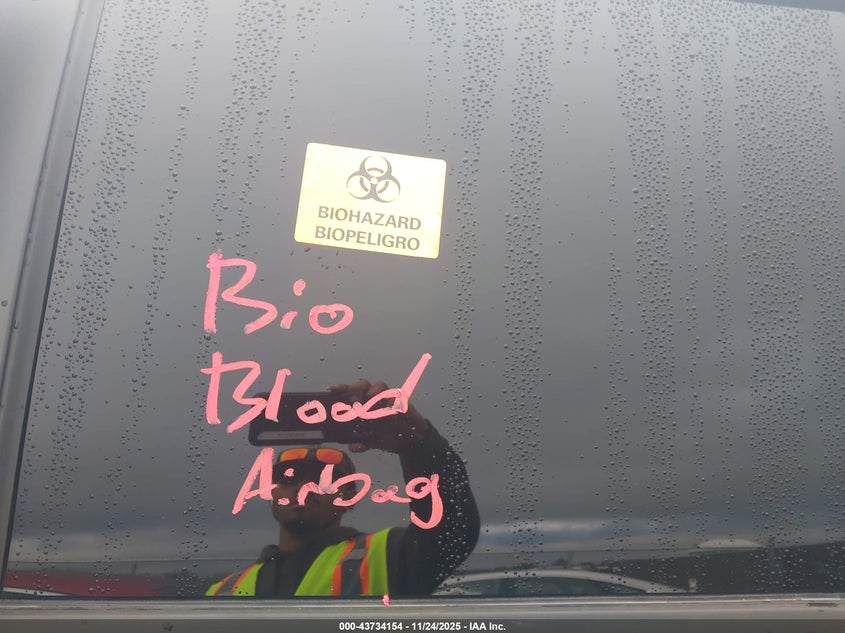 BIOHAZARD
BIOPELIGRO
Bio
Blood
Airbag
000-43734154 - 11/24/2025 - IAA Inc.